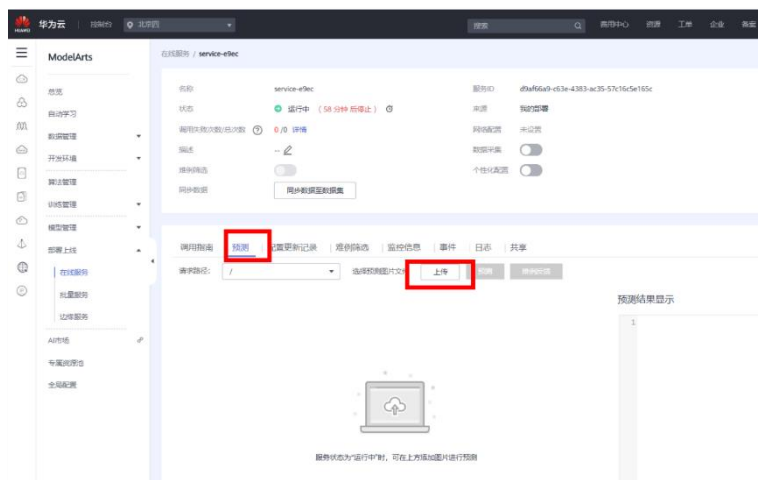 HUAWEI 华为云 控制台 北京四 搜索 费用中心 资源 工单 企业 备案
ModelArts
总览
自动学习
数据管理
开发环境
算法管理
训练管理
模型管理
部署上线
在线服务
批量服务
边缘服务
AI市场
专属资源池
全局配置
在线服务 / service-e9ec
名称 service-e9ec 服务ID d9af66a9-c63e-4383-ac35-57c16c5e165c
状态 运行中 （58 分钟 后停止） 来源 我的部署
调用失败次数/总次数 ? 0 /0 详情 网络配置 未设置
描述 -- 数据采集
难例筛选 个性化配置
同步数据 同步数据至数据集
调用指南 预测 配置更新记录 难例筛选 监控信息 事件 日志 共享
请求路径： / 选择预测图片文件 上传 预测
预测结果显示
1
服务状态为“运行中”时，可在上方添加图片进行预测